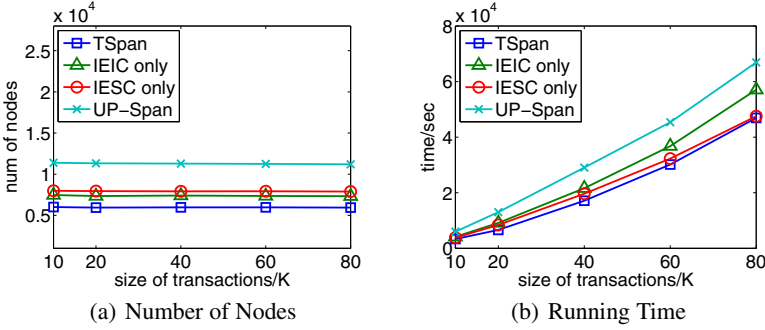 x 10^4
2.5
2
1.5
1
0.5
num of nodes
TSpan
IEIC only
IESC only
UP-Span
10 20 40 60 80
size of transactions/K
(a) Number of Nodes
x 10^4
8
6
4
2
0
time/sec
TSpan
IEIC only
IESC only
UP-Span
10 20 40 60 80
size of transactions/K
(b) Running Time